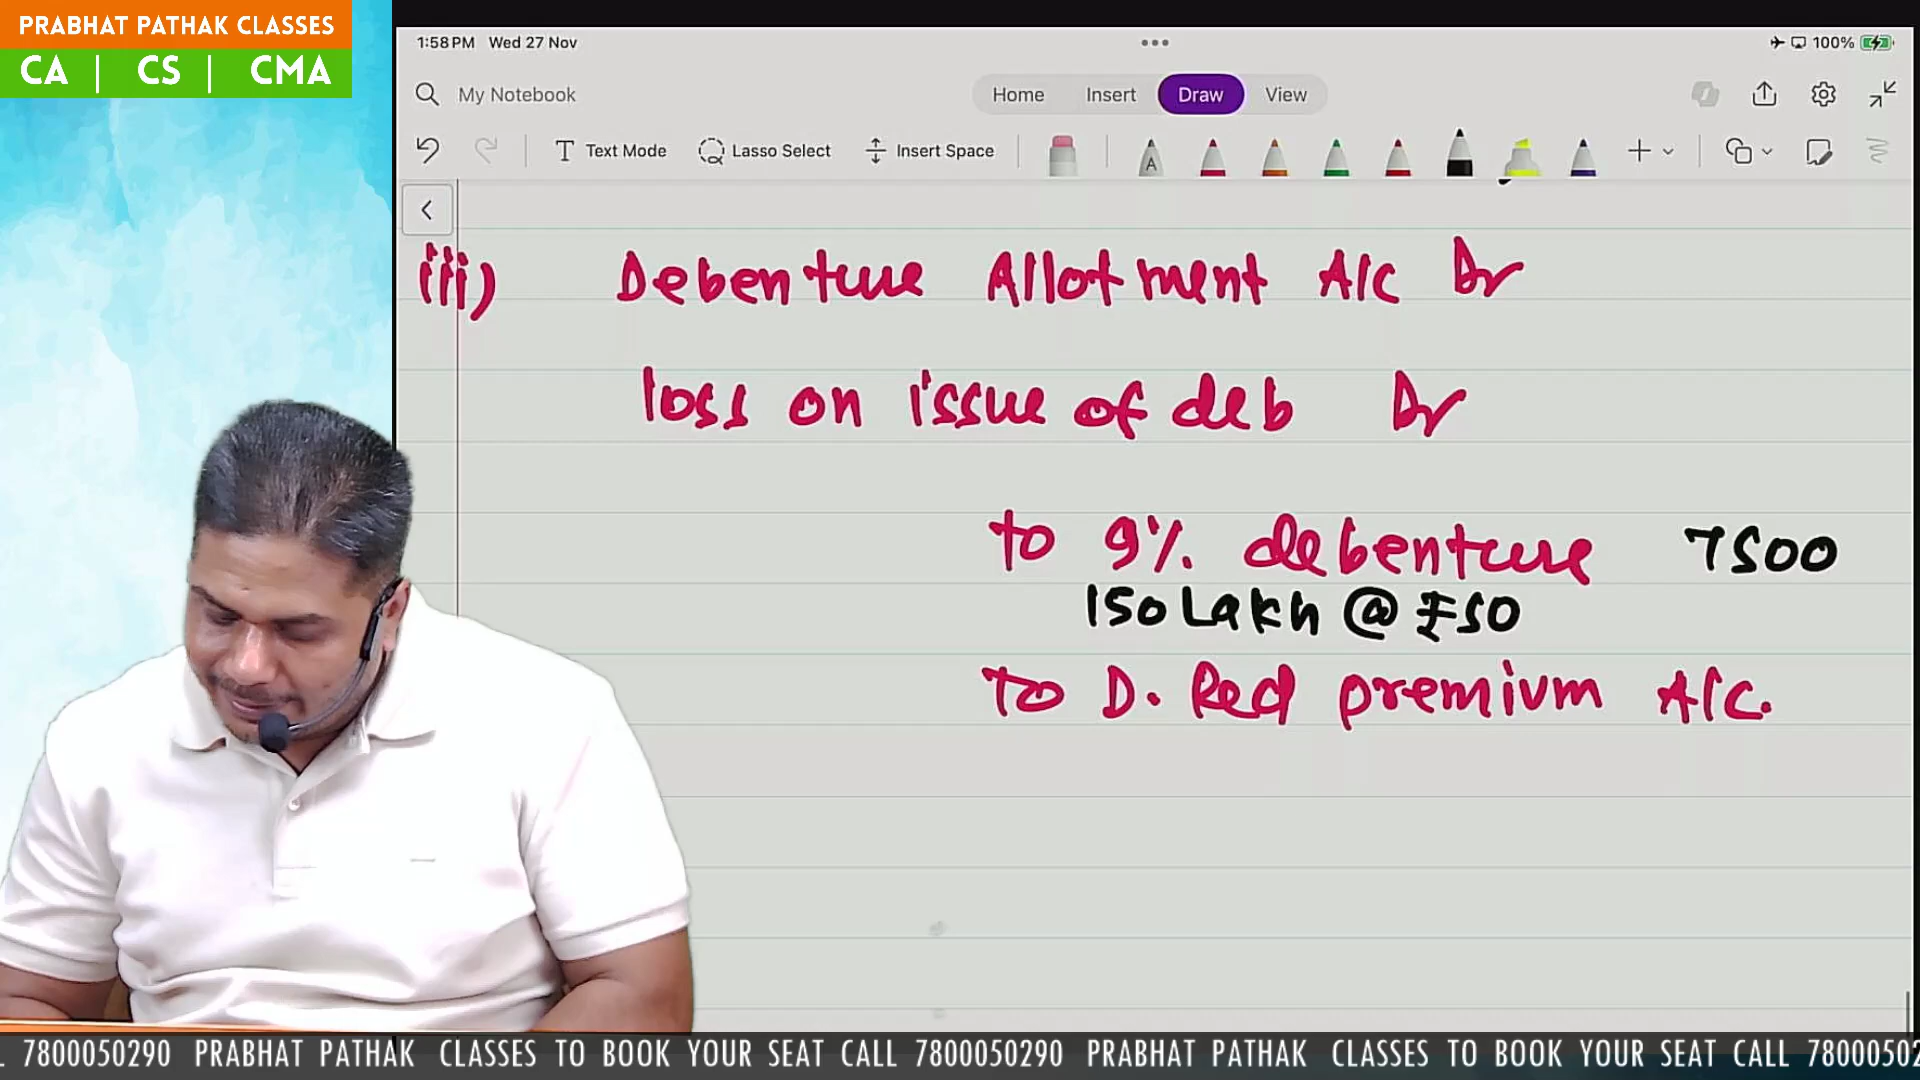 PRABHAT PATHAK CLASSES
CA | CS | CMA
1:58 PM Wed 27 Nov
100%
My Notebook
Home Insert Draw View
Text Mode Lasso Select Insert Space
A
(iii) Debenture Allotment A/c Dr
loss on issue of deb Dr
to 9% debenture 7500
150 Lakh @ ₹50
to D. Red premium A/c.
L 7800050290 PRABHAT PATHAK CLASSES TO BOOK YOUR SEAT CALL 7800050290 PRABHAT PATHAK CLASSES TO BOOK YOUR SEAT CALL 78000502